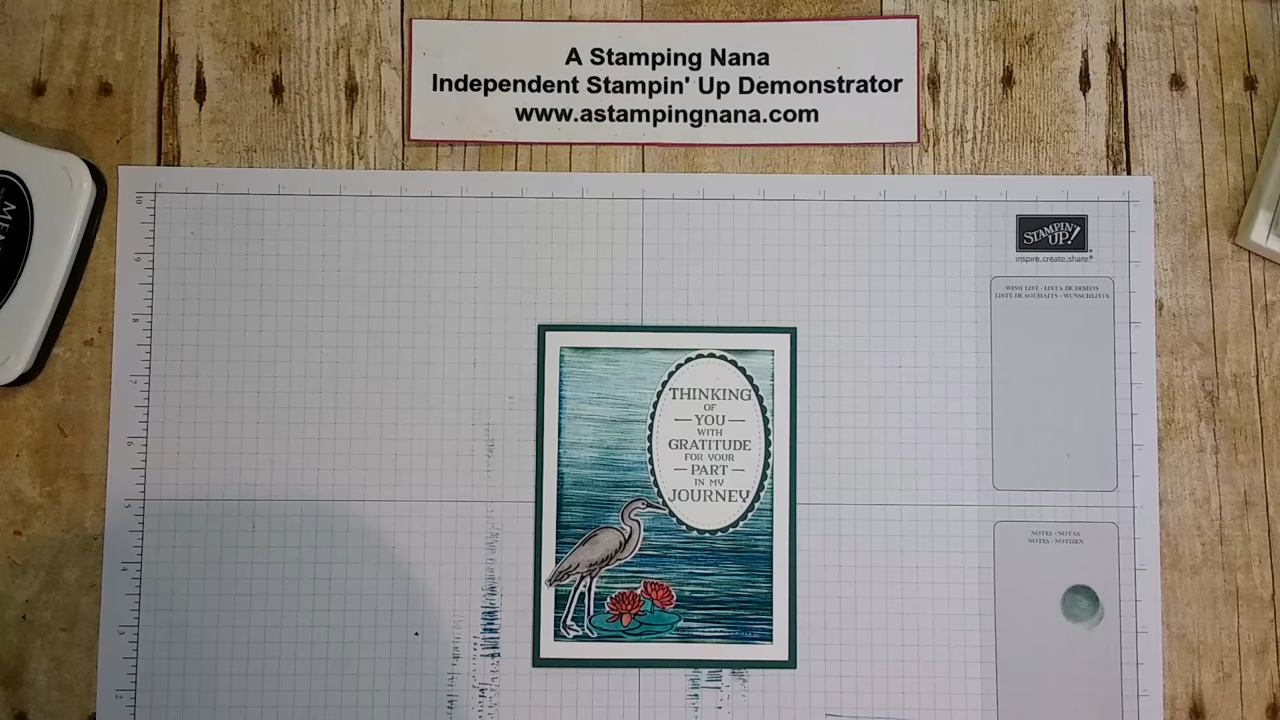 A Stamping Nana
Independent Stampin' Up Demonstrator
www.astampingnana.com
STAMPIN' UP!®
inspire.create.share.®
WISH LIST · LISTA DE DESEOS
LISTE DE SOUHAITS · WUNSCHLISTE
NOTES · NOTAS
NOTES · NOTIZEN
THINKING
OF
— YOU —
WITH
GRATITUDE
FOR YOUR
— PART —
IN MY
JOURNEY